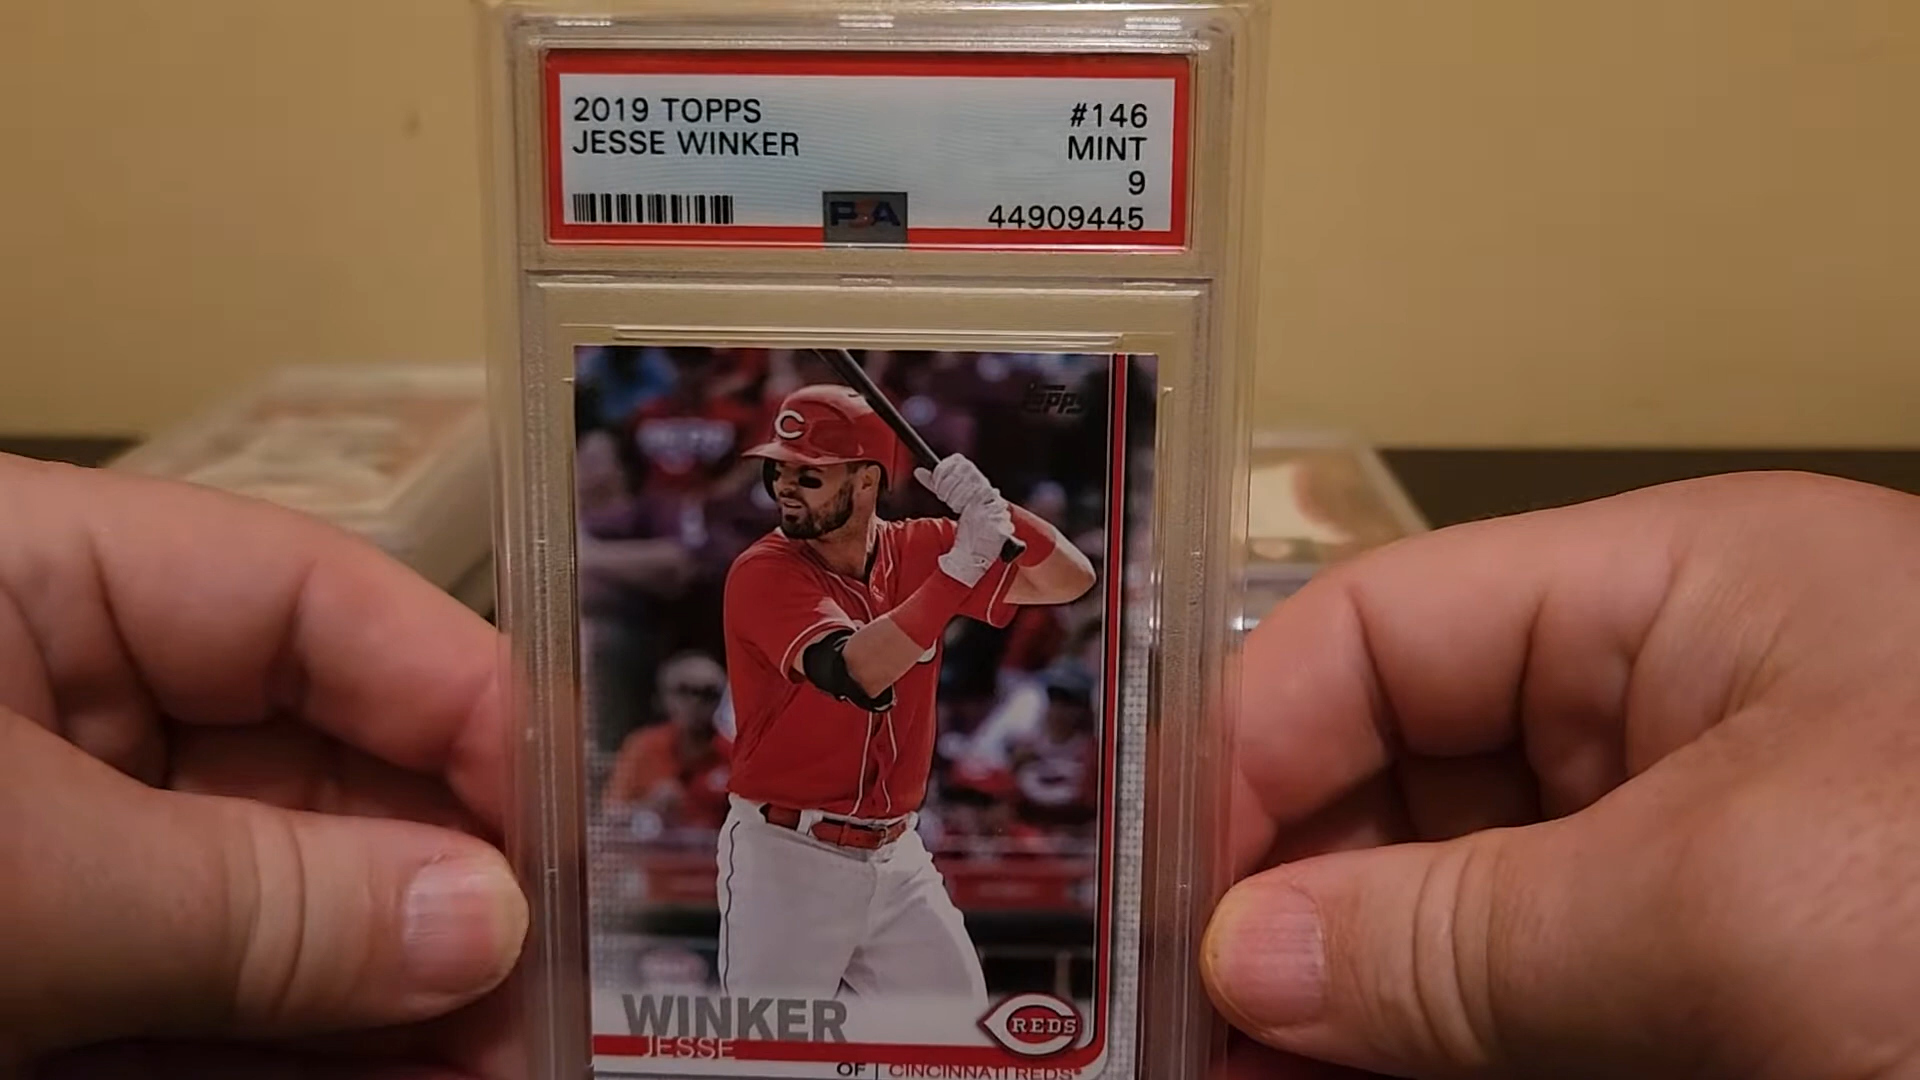 2019 TOPPS
JESSE WINKER
#146
MINT
9
44909445
PSA
Topps
C
WINKER
JESSE
REDS
OF | CINCINNATI REDS